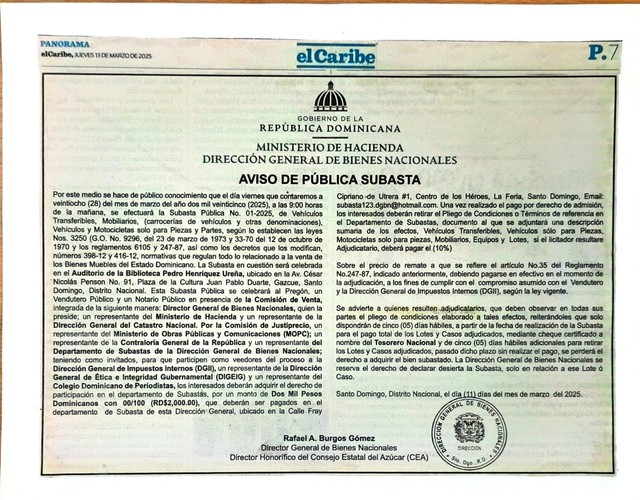 PANORAMA
elCaribe, JUEVES 13 DE MARZO DE 2025
elCaribe
P.7
GOBIERNO DE LA
REPÚBLICA DOMINICANA
MINISTERIO DE HACIENDA
DIRECCIÓN GENERAL DE BIENES NACIONALES
AVISO DE PÚBLICA SUBASTA
Por este medio se hace de público conocimiento que el día viernes que contaremos a
veintiocho (28) del mes de marzo del año dos mil veinticinco (2025), a las 9:00 horas
de la mañana, se efectuará la Subasta Pública No. 01-2025, de Vehículos
Transferibles, Mobiliarios, (carrocerías de vehículos y otras denominaciones),
Vehículos y Motocicletas solo para Piezas y Partes, según lo establecen las leyes
Nos. 3250 (G.O. No. 9296, del 23 de marzo de 1973 y 33-70 del 12 de octubre de
1970 y los reglamentos 6105 y 247-87, así como los decretos que los modifican,
números 398-12 y 416-12, normativas que regulan todo lo relacionado a la venta de
los Bienes Muebles del Estado Dominicano. La Subasta en cuestión será celebrada
en el Auditorio de la Biblioteca Pedro Henríquez Ureña, ubicado en la Av. César
Nicolás Penson No. 91, Plaza de la Cultura Juan Pablo Duarte, Gazcue, Santo
Domingo, Distrito Nacional. Esta Subasta Pública se celebrará al Pregón, un
Vendutero Público y un Notario Público en presencia de la Comisión de Venta,
integrada de la siguiente manera: Director General de Bienes Nacionales, quien la
preside; un representante del Ministerio de Hacienda y un representante de la
Dirección General del Catastro Nacional. Por la Comisión de Justiprecio, un
representante del Ministerio de Obras Públicas y Comunicaciones (MOPC); un
representante de la Contraloría General de la República y un representante del
Departamento de Subastas de la Dirección General de Bienes Nacionales;
teniendo como invitados, para que participen como veedores del proceso a la
Dirección General de Impuestos Internos (DGII), un representante de la Dirección
General de Ética e Integridad Gubernamental (DIGEIG) y un representante del
Colegio Dominicano de Periodistas, los interesados deberán adquirir el derecho de
participación en el departamento de Subastas, por un monto de Dos Mil Pesos
Dominicanos con 00/100 (RD$2,000.00), que deberán ser pagados en el
departamento de Subasta de esta Dirección General, ubicado en la Calle Fray
Cipriano de Utrera #1, Centro de los Héroes, La Feria, Santo Domingo, Email:
subasta123.dgbn@hotmail.com. Una vez realizado el pago por derecho de admisión,
los interesados deberán retirar el Pliego de Condiciones o Términos de referencia en
el Departamento de Subastas, documento al que se adjuntará una descripción
sumaria de los efectos, Vehículos Transferibles, Vehículos sólo para Piezas,
Motocicletas solo para piezas, Mobiliarios, Equipos y Lotes, si el licitador resultare
Adjudicatario, deberá pagar el (10%)
Sobre el precio de remate a que se refiere el artículo No.35 del Reglamento
No.247-87, indicado anteriormente, debiendo pagarse en efectivo en el momento de
la adjudicación, a los fines de cumplir con el compromiso asumido con el Vendutero
y la Dirección General de Impuestos Internos (DGII), según la ley vigente.
Se advierte a quienes resulten adjudicatarios, que deben observar en todas sus
partes el pliego de condiciones elaborado a tales efectos, reiterándoles que solo
dispondrán de cinco (05) días hábiles, a partir de la fecha de realización de la Subasta
para el pago total de los Lotes y Casos adjudicados, mediante cheque certificado a
nombre del Tesorero Nacional y de cinco (05) días hábiles adicionales para retirar
los Lotes y Casos adjudicados, pasado dicho plazo sin realizar el pago, se perderá el
derecho a adquirir el bien subastado. La Dirección General de Bienes Nacionales se
reserva el derecho de declarar desierta la Subasta, solo en relación a ese Lote ó
Caso.
Santo Domingo, Distrito Nacional, el día (11) días del mes de marzo del 2025.
Rafael A. Burgos Gómez
Director General de Bienes Nacionales
Director Honorífico del Consejo Estatal del Azúcar (CEA)
DIRECCIÓN GENERAL DE BIENES NACIONALES
DIRECCIÓN
Sto. Dgo., R.D.